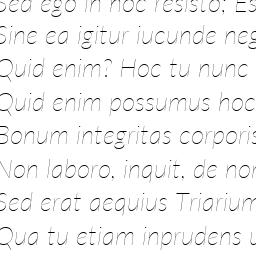 Sed ego in hoc resisto; Es
Sine ea igitur iucunde neg
Quid enim? Hoc tu nunc
Quid enim possumus hoc
Bonum integritas corporis
Non laboro, inquit, de nom
Sed erat aequius Triarium
Qua tu etiam inprudens u